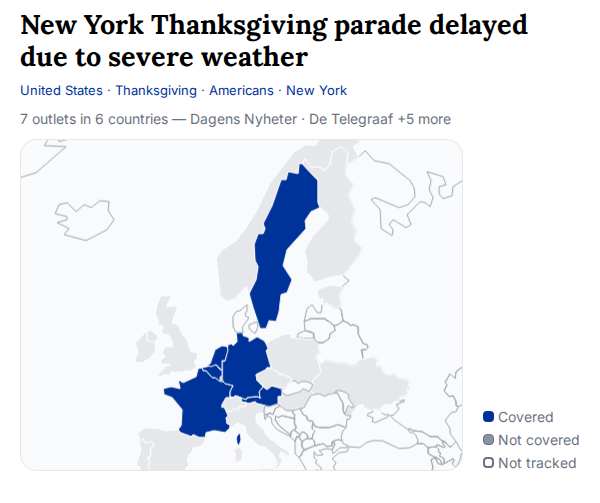 New York Thanksgiving parade delayed
due to severe weather
United States · Thanksgiving · Americans · New York
7 outlets in 6 countries — Dagens Nyheter · De Telegraaf +5 more
Covered
Not covered
Not tracked